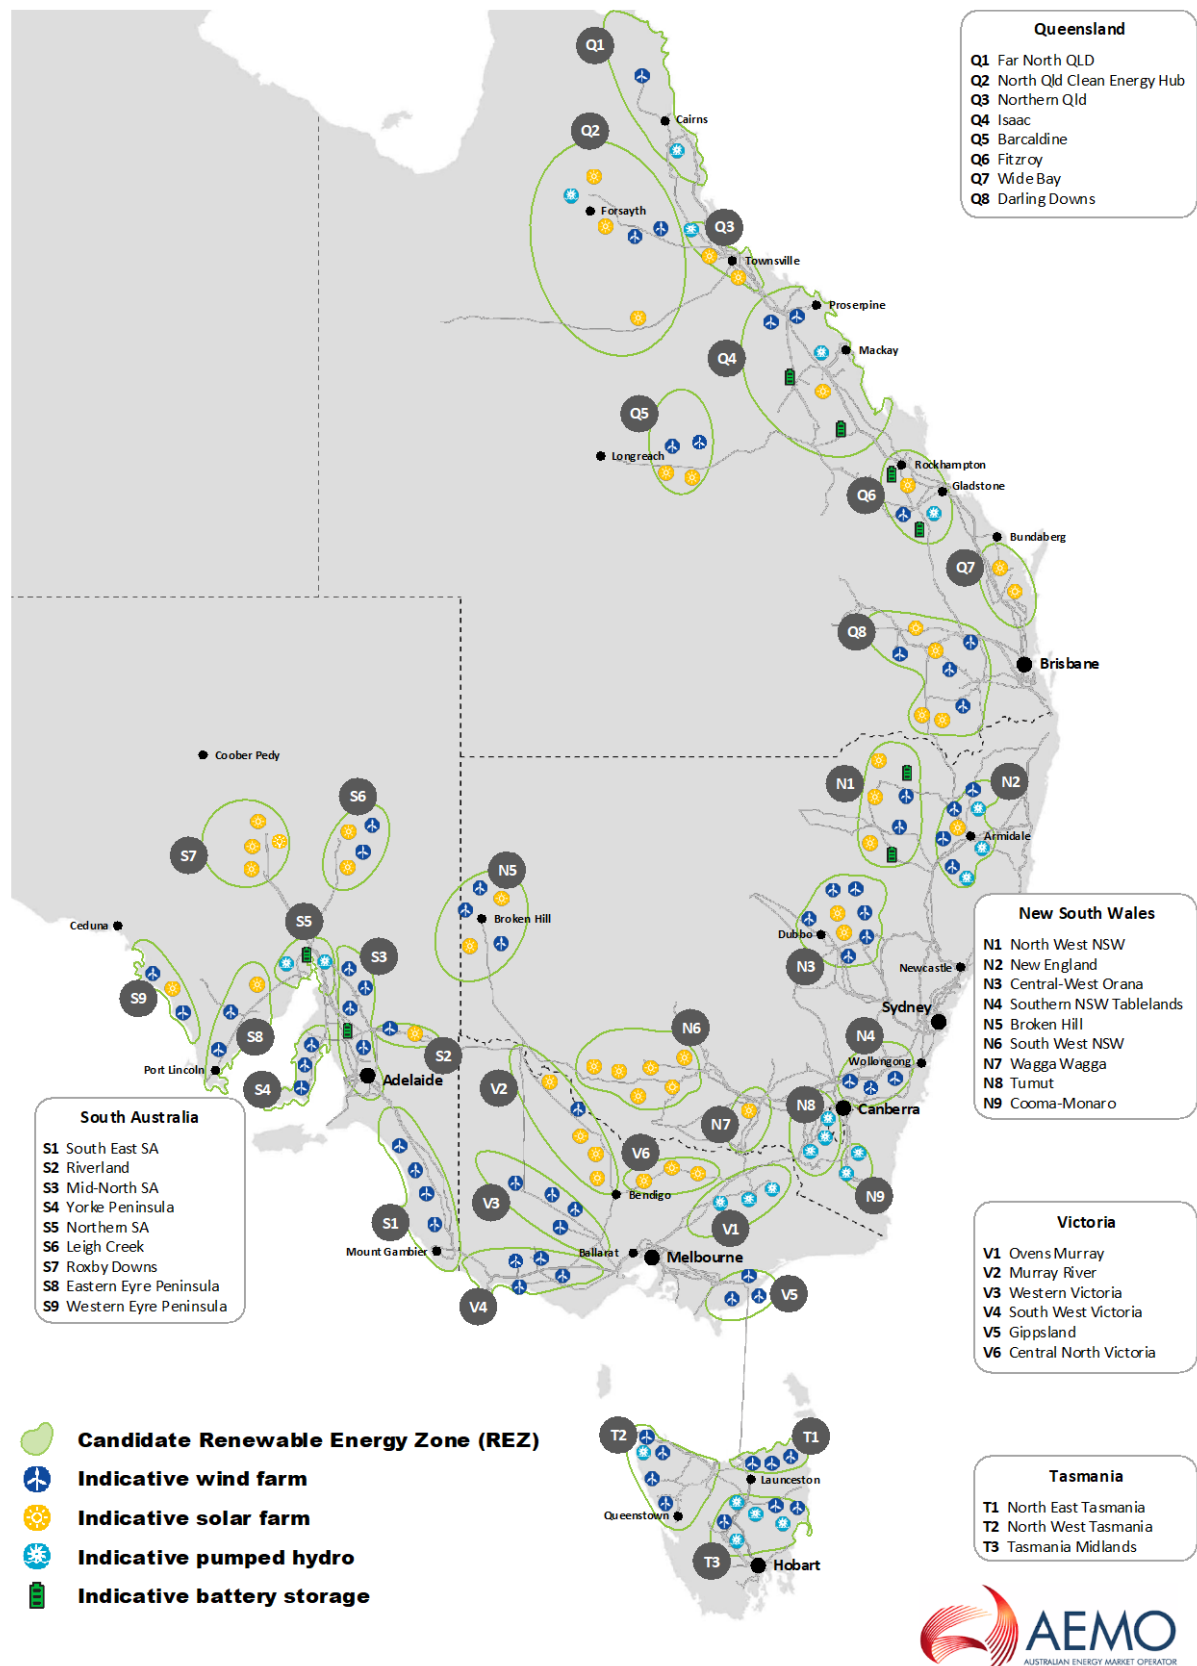 Queensland
Q1 Far North QLD
Q2 North Qld Clean Energy Hub
Q3 Northern Qld
Q4 Isaac
Q5 Barcaldine
Q6 Fitzroy
Q7 Wide Bay
Q8 Darling Downs
Q1
Cairns
Q2
Forsayth
Q3
Townsville
Proserpine
Q4
Mackay
Q5
Longreach
Rockhampton
Q6
Gladstone
Bundaberg
Q7
Q8
Brisbane
Coober Pedy
N1
N2
S6
Armidale
S7
N5
Broken Hill
Ceduna
S5
Dubbo
S3
N3
Newcastle
S9
Sydney
N6
N4
S8
S2
Wollongong
Port Lincoln
S4
Adelaide
V2
N8
Canberra
N7
V6
Bendigo
N9
V3
S1
V1
Mount Gambier
Ballarat
Melbourne
V4
V5
New South Wales
N1 North West NSW
N2 New England
N3 Central-West Orana
N4 Southern NSW Tablelands
N5 Broken Hill
N6 South West NSW
N7 Wagga Wagga
N8 Tumut
N9 Cooma-Monaro
South Australia
S1 South East SA
S2 Riverland
S3 Mid-North SA
S4 Yorke Peninsula
S5 Northern SA
S6 Leigh Creek
S7 Roxby Downs
S8 Eastern Eyre Peninsula
S9 Western Eyre Peninsula
Victoria
V1 Ovens Murray
V2 Murray River
V3 Western Victoria
V4 South West Victoria
V5 Gippsland
V6 Central North Victoria
T2
T1
Launceston
Queenstown
T3
Hobart
Tasmania
T1 North East Tasmania
T2 North West Tasmania
T3 Tasmania Midlands
Candidate Renewable Energy Zone (REZ)
Indicative wind farm
Indicative solar farm
Indicative pumped hydro
Indicative battery storage
AEMO
AUSTRALIAN ENERGY MARKET OPERATOR